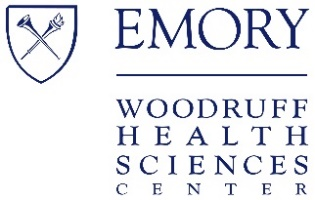 EMORY
WOODRUFF
HEALTH
SCIENCES
CENTER